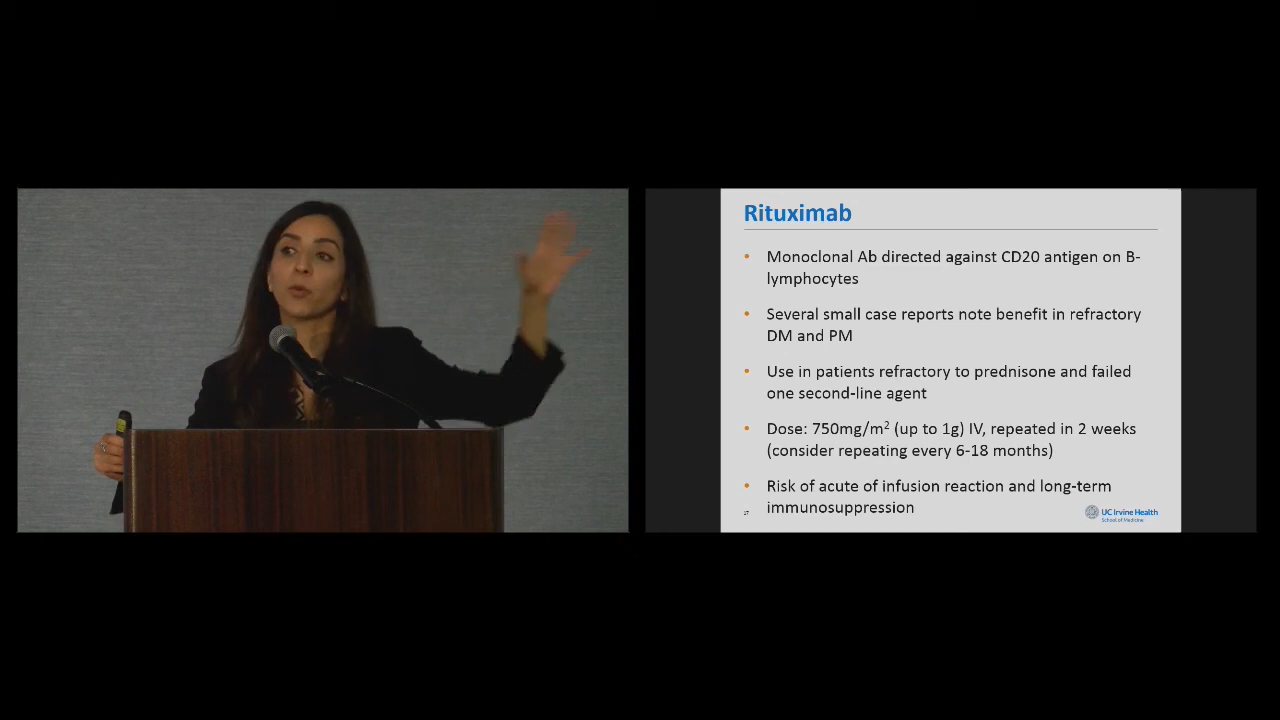 Rituximab
• Monoclonal Ab directed against CD20 antigen on B-
lymphocytes
• Several small case reports note benefit in refractory
DM and PM
• Use in patients refractory to prednisone and failed
one second-line agent
• Dose: 750mg/m² (up to 1g) IV, repeated in 2 weeks
(consider repeating every 6-18 months)
• Risk of acute of infusion reaction and long-term
immunosuppression
UC Irvine Health
School of Medicine